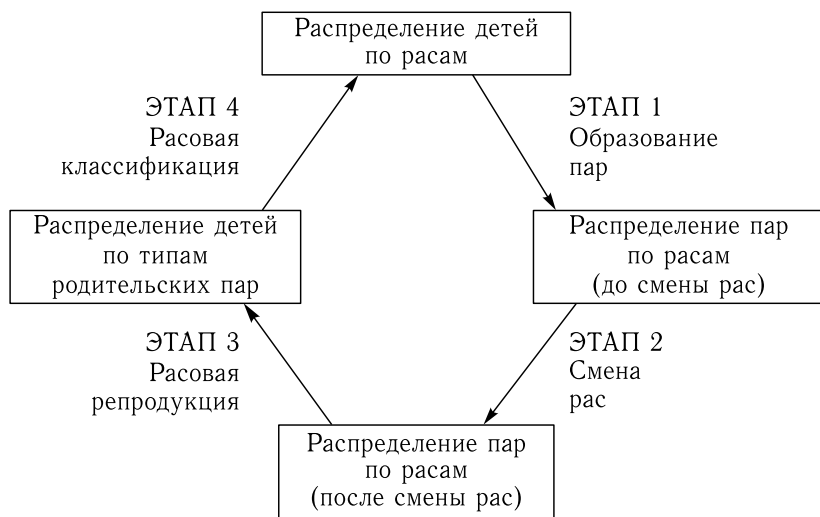 Распределение детей
по расам
ЭТАП 4
Расовая
классификация
ЭТАП 1
Образование
пар
Распределение детей
по типам
родительских пар
Распределение пар
по расам
(до смены рас)
ЭТАП 3
Расовая
репродукция
ЭТАП 2
Смена
рас
Распределение пар
по расам
(после смены рас)